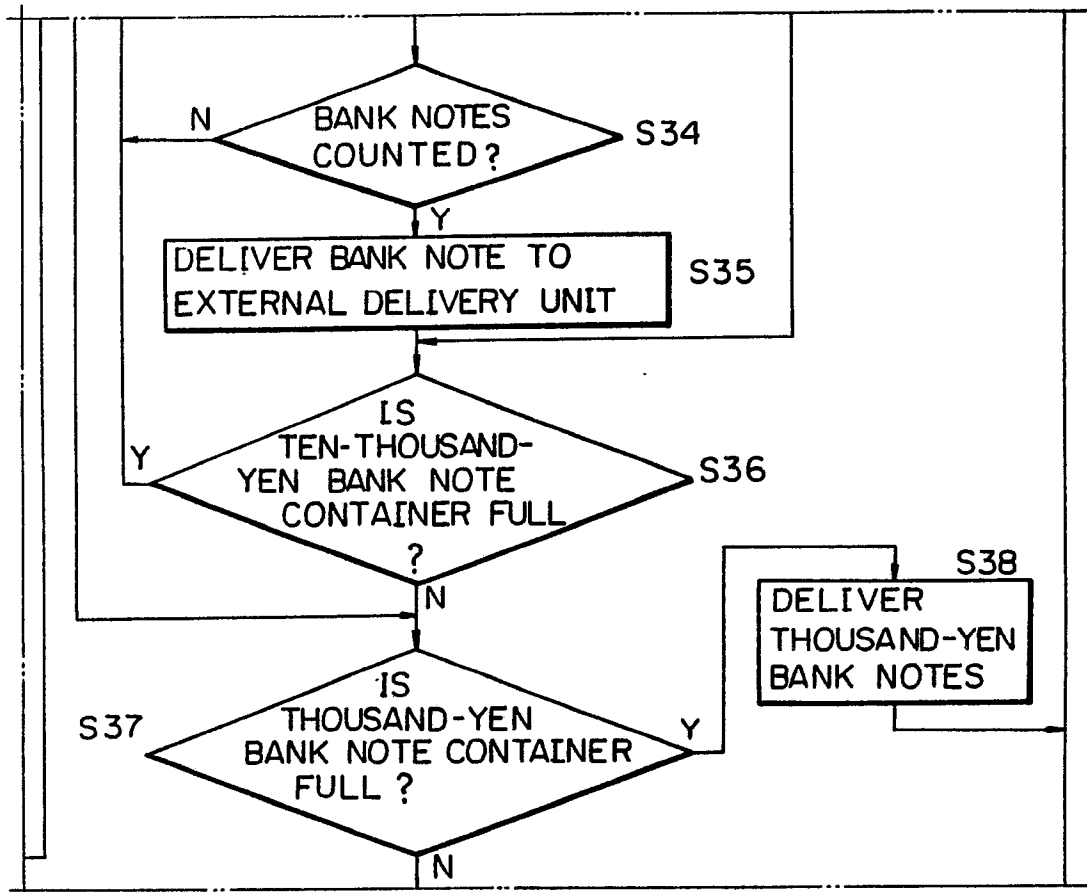 N
BANK NOTES
COUNTED?
S34
Y
DELIVER BANK NOTE TO
EXTERNAL DELIVERY UNIT
S35
IS
TEN-THOUSAND-
YEN BANK NOTE
CONTAINER FULL
?
Y
S36
N
S38
DELIVER
THOUSAND-YEN
BANK NOTES
S37
IS
THOUSAND-YEN
BANK NOTE CONTAINER
FULL ?
Y
N